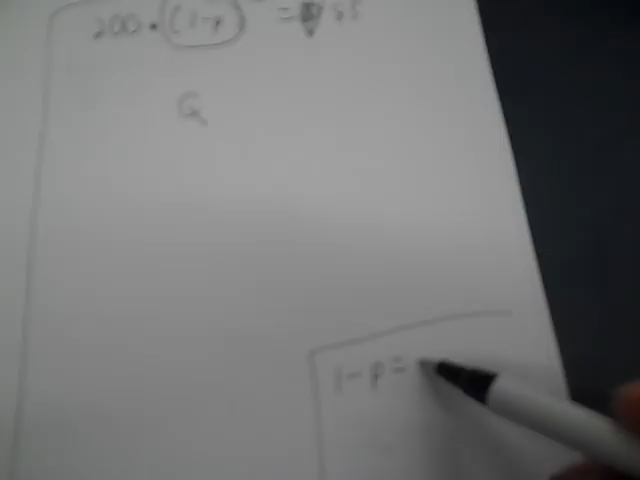 200 · (1-p) =
Q
1-p=